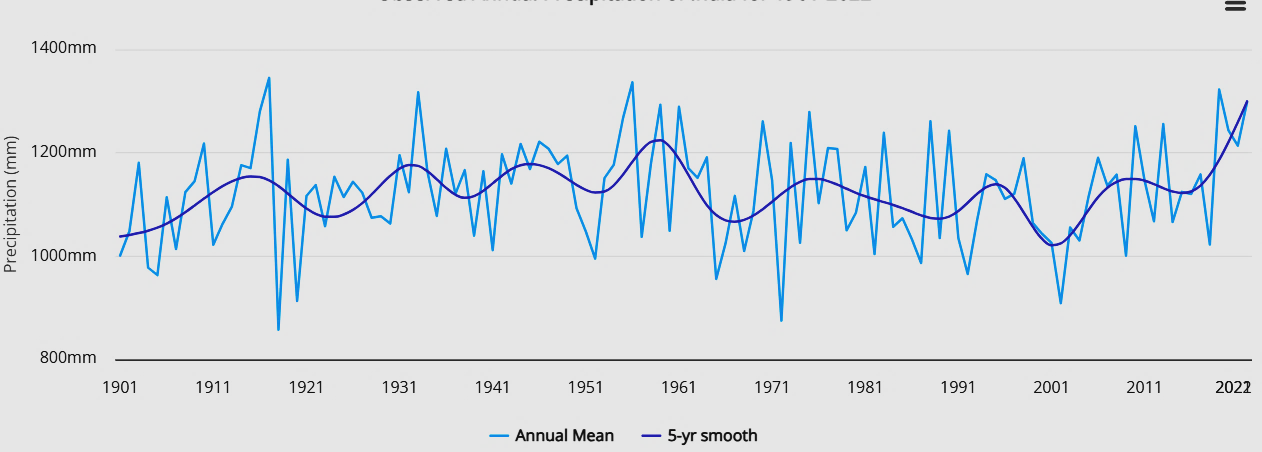 1400mm
1200mm
1000mm
800mm
Precipitation (mm)
1901 1911 1921 1931 1941 1951 1961 1971 1981 1991 2001 2011
Annual Mean 5-yr smooth